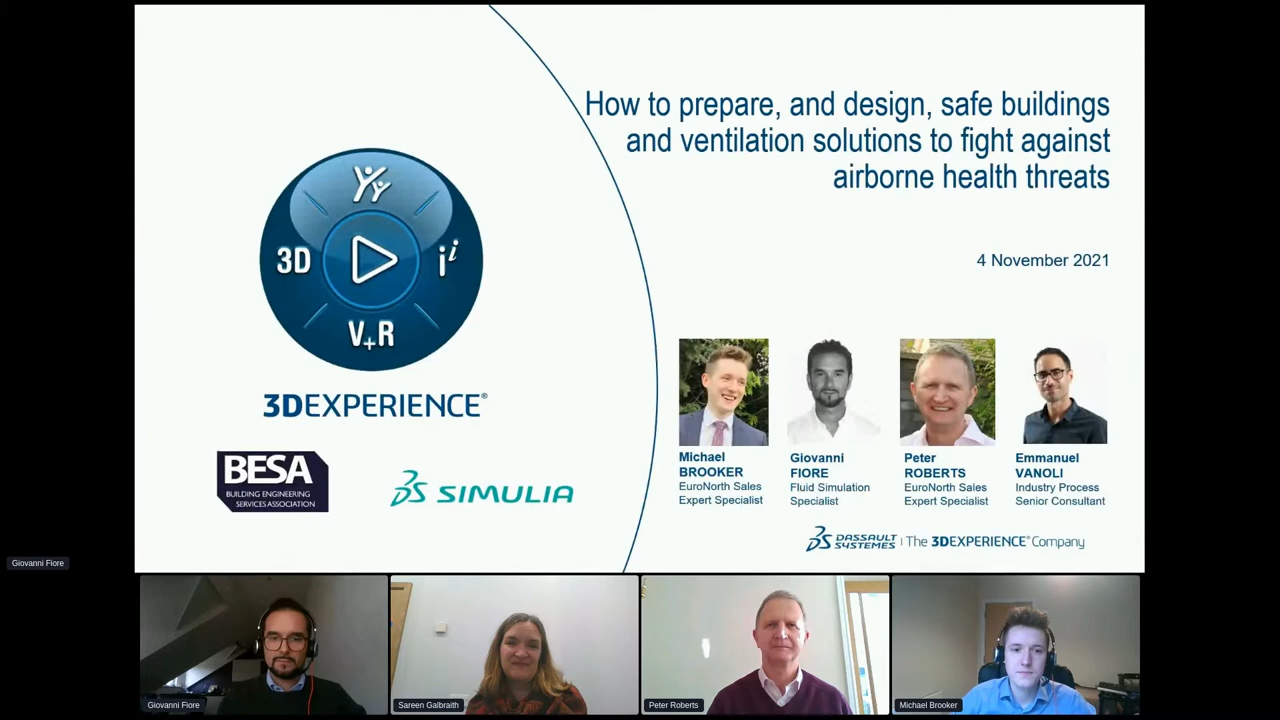 How to prepare, and design, safe buildings
and ventilation solutions to fight against
airborne health threats
4 November 2021
3D
i i
V+R
3DEXPERIENCE®
BESA
BUILDING ENGINEERING
SERVICES ASSOCIATION
SIMULIA
Michael
BROOKER
EuroNorth Sales
Expert Specialist
Giovanni
FIORE
Fluid Simulation
Specialist
Peter
ROBERTS
EuroNorth Sales
Expert Specialist
Emmanuel
VANOLI
Industry Process
Senior Consultant
DASSAULT
SYSTEMES | The 3DEXPERIENCE® Company
Giovanni Fiore
Giovanni Fiore
Sareen Galbraith
Peter Roberts
Michael Brooker